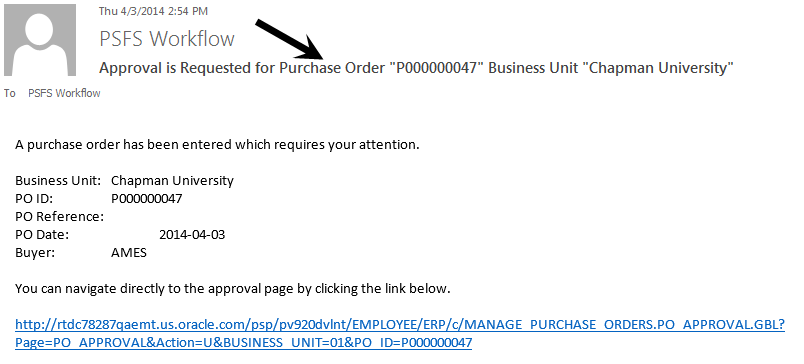 Thu 4/3/2014 2:54 PM
PSFS Workflow
Approval is Requested for Purchase Order "P000000047" Business Unit "Chapman University"
To PSFS Workflow
A purchase order has been entered which requires your attention.
Business Unit: Chapman University
PO ID: P000000047
PO Reference:
PO Date: 2014-04-03
Buyer: AMES
You can navigate directly to the approval page by clicking the link below.
http://rtdc78287qaemt.us.oracle.com/psp/pv920dvlnt/EMPLOYEE/ERP/c/MANAGE_PURCHASE_ORDERS.PO_APPROVAL.GBL?
Page=PO_APPROVAL&Action=U&BUSINESS_UNIT=01&PO_ID=P000000047